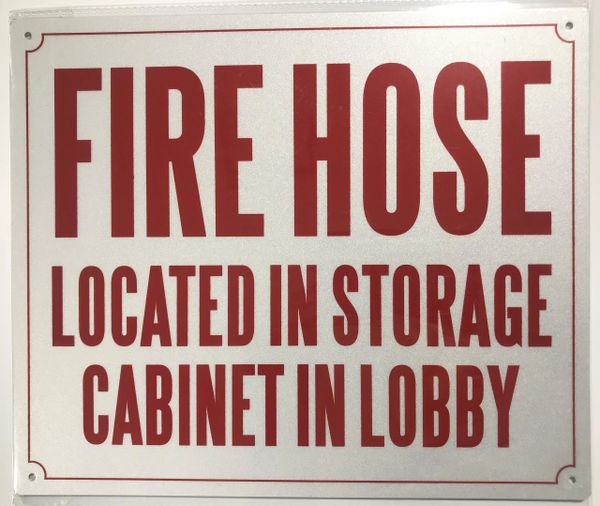 FIRE HOSE
LOCATED IN STORAGE
CABINET IN LOBBY